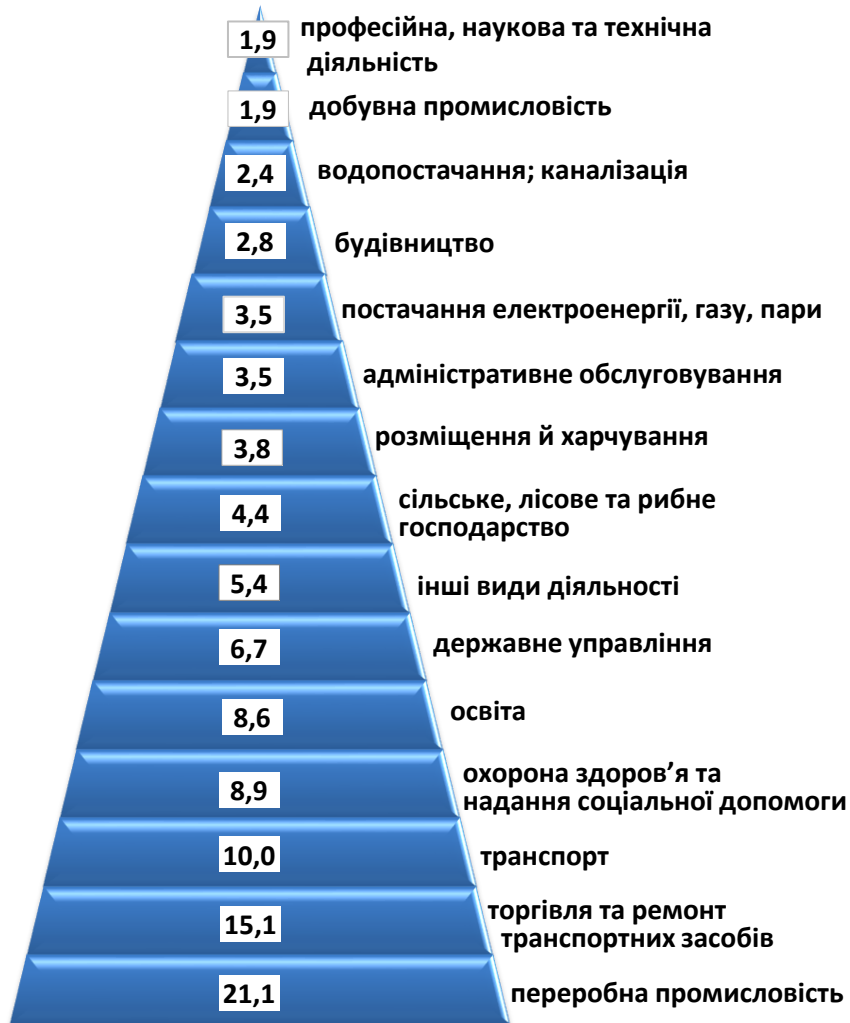 1,9
професійна, наукова та технічна
діяльність
1,9
добувна промисловість
2,4
водопостачання; каналізація
2,8
будівництво
3,5
постачання електроенергії, газу, пари
3,5
адміністративне обслуговування
3,8
розміщення й харчування
4,4
сільське, лісове та рибне
господарство
5,4
інші види діяльності
6,7
державне управління
8,6
освіта
8,9
охорона здоров’я та
надання соціальної допомоги
10,0
транспорт
15,1
торгівля та ремонт
транспортних засобів
21,1
переробна промисловість